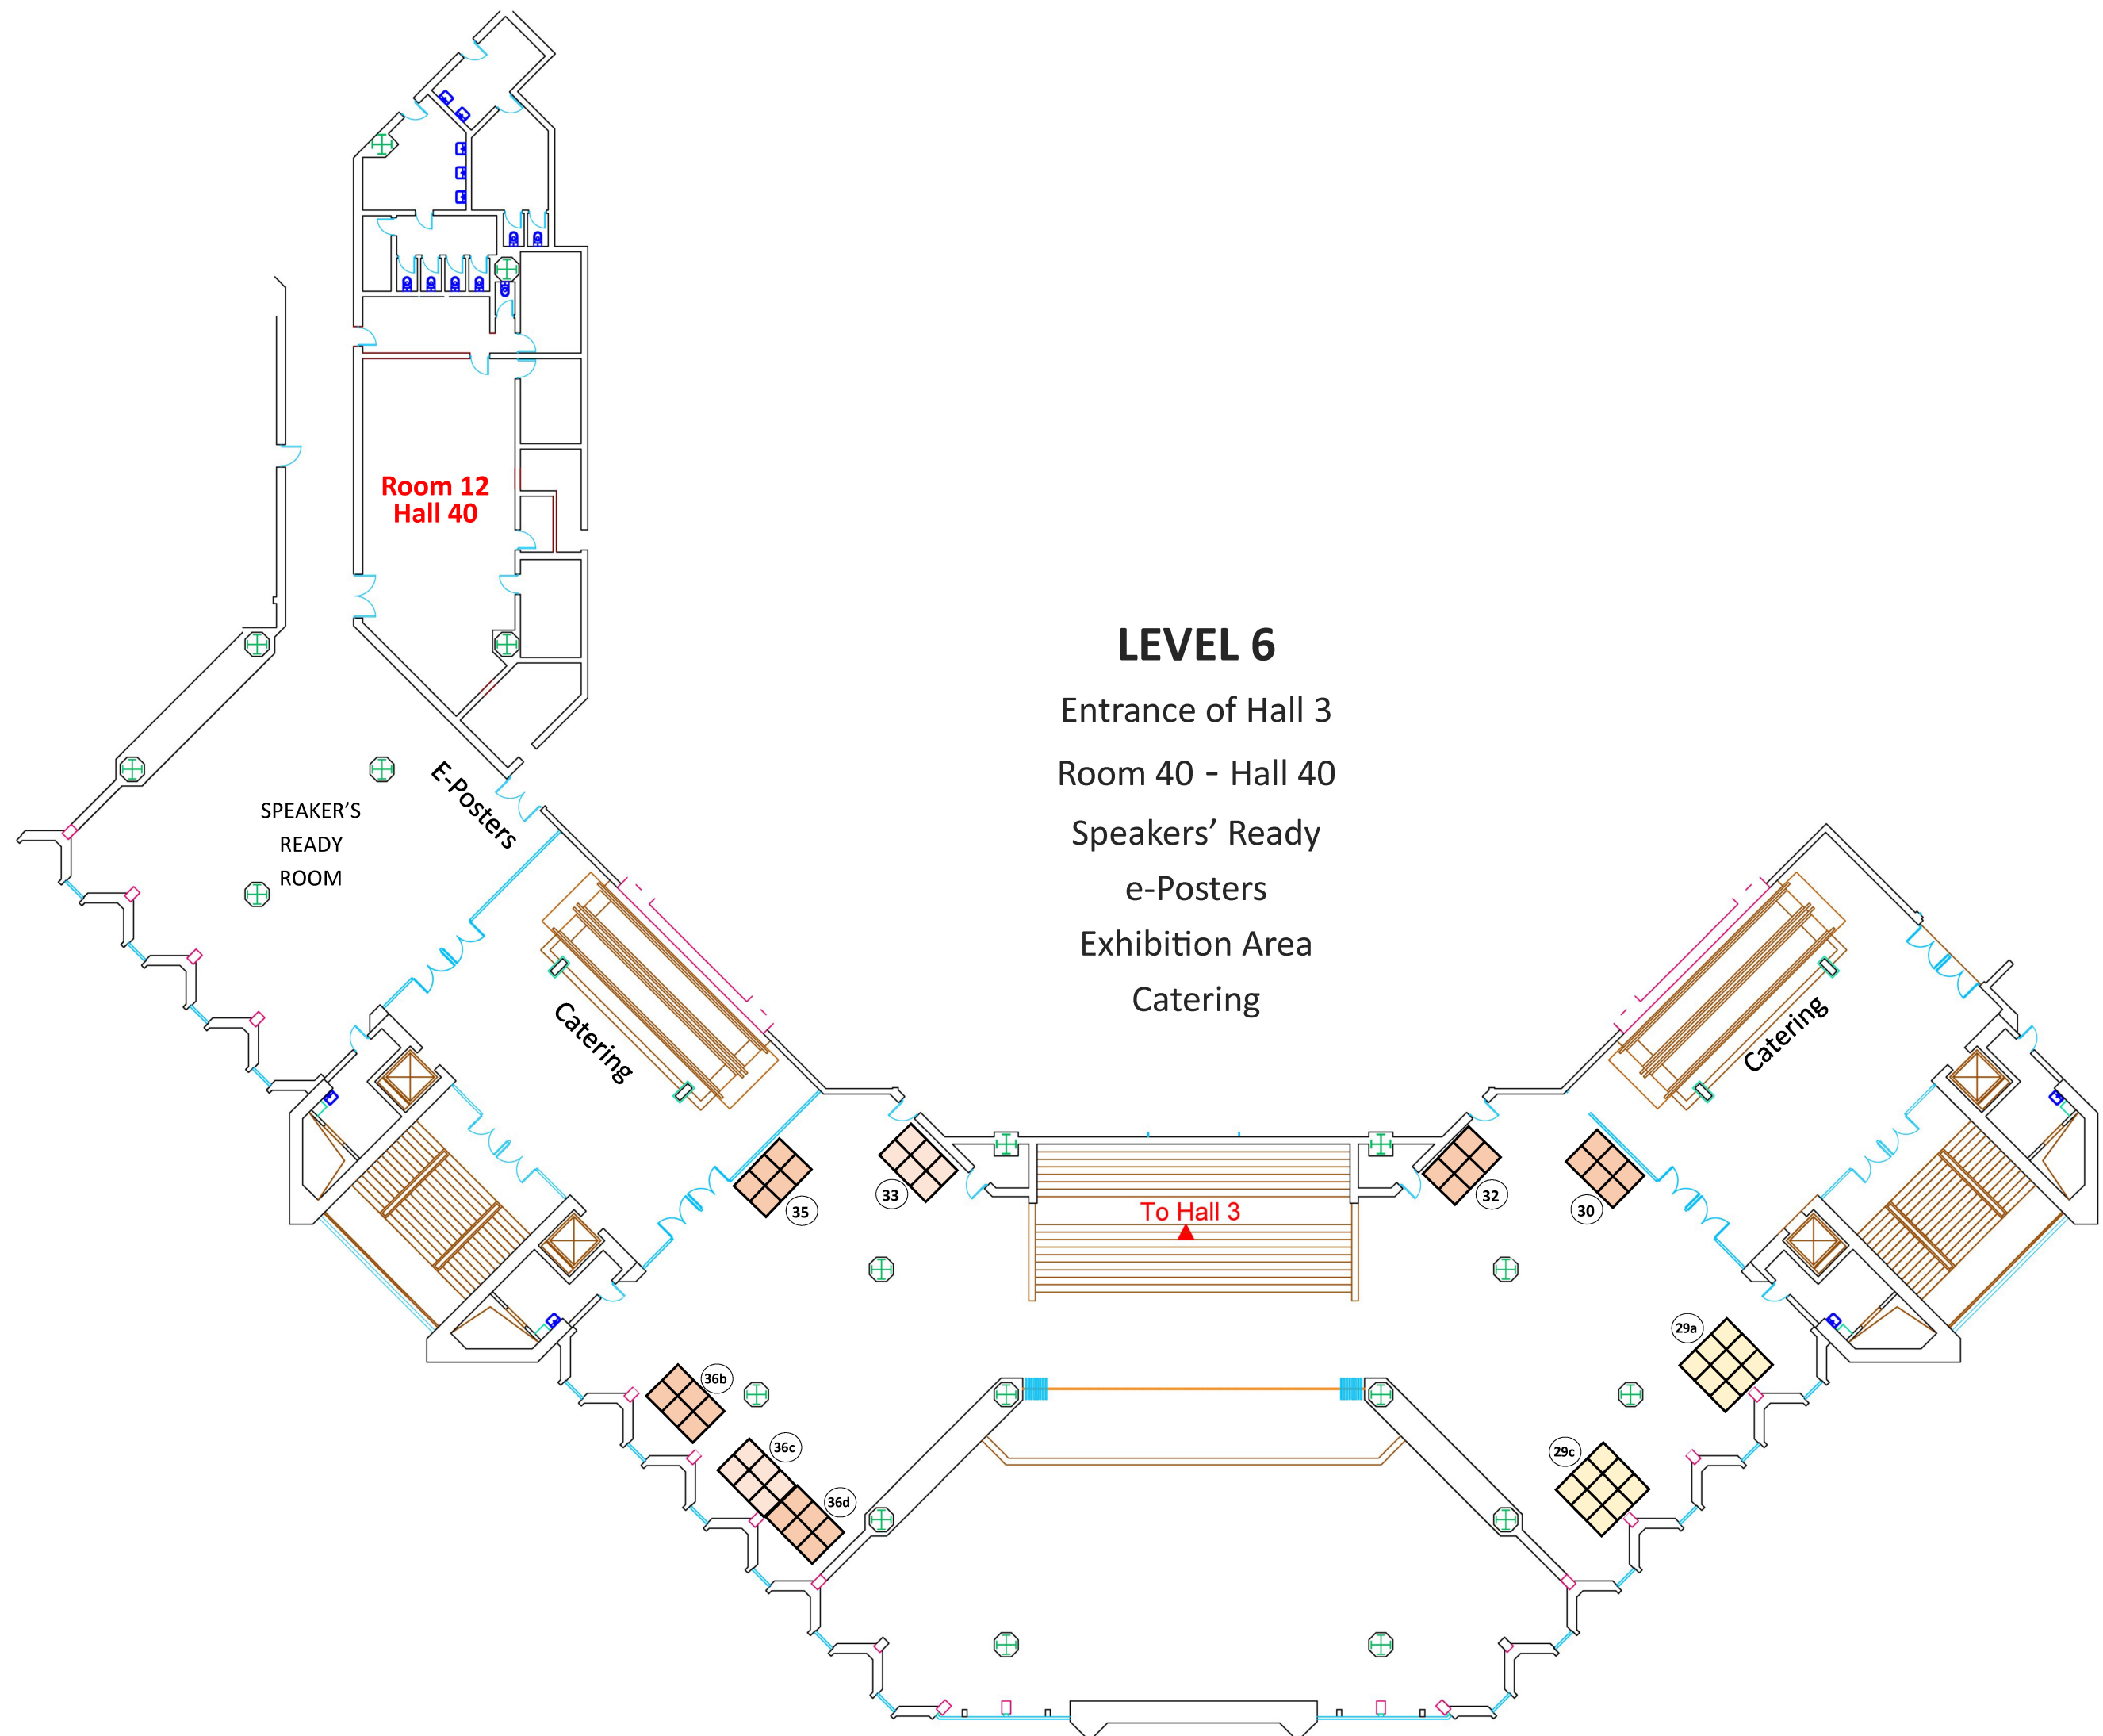 Room 12
Hall 40
LEVEL 6
Entrance of Hall 3
Room 40 - Hall 40
Speakers’ Ready
e-Posters
Exhibition Area
Catering
E-Posters
SPEAKER’S
READY
ROOM
Catering
Catering
35
33
To Hall 3
32
30
29a
36b
36c
29c
36d